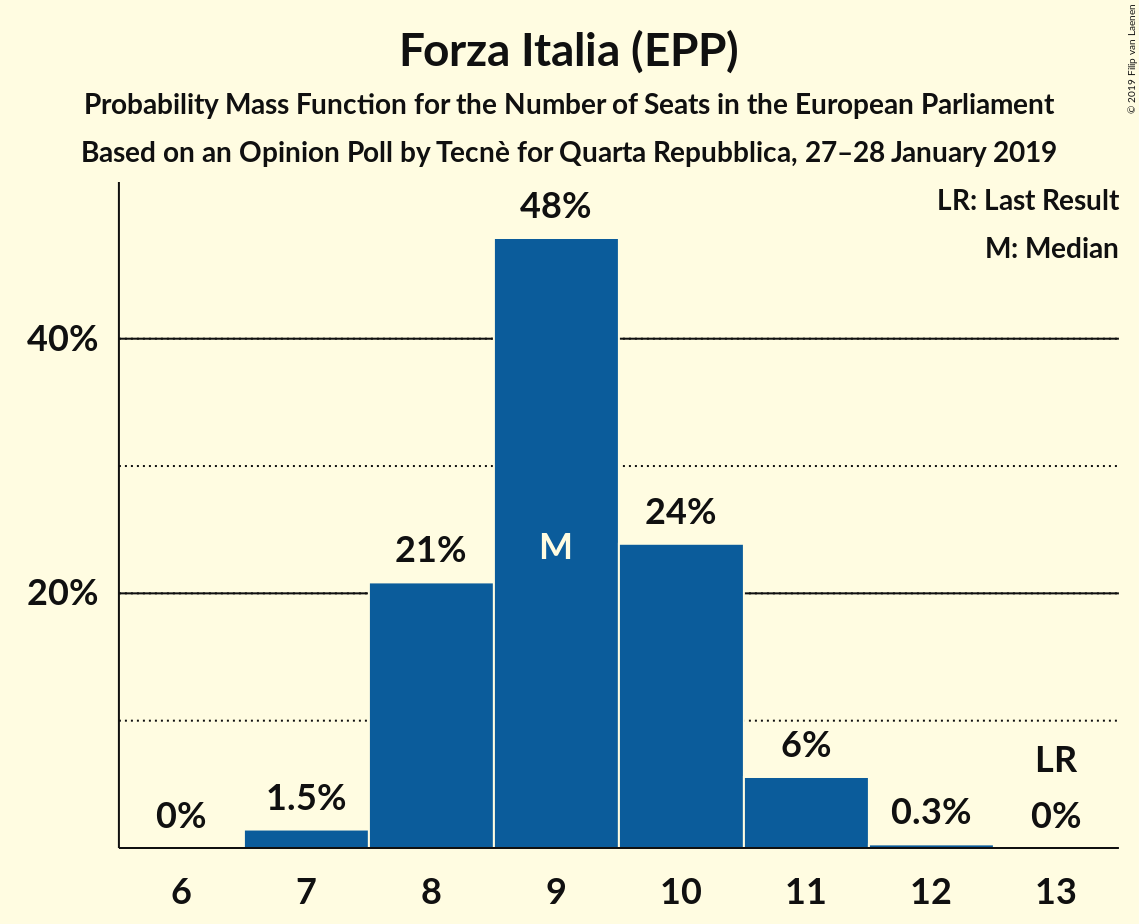 Forza Italia (EPP)
Probability Mass Function for the Number of Seats in the European Parliament
Based on an Opinion Poll by Tecnè for Quarta Repubblica, 27–28 January 2019
© 2019 Filip van Laenen
LR: Last Result
M: Median
40%
20%
0%
1.5%
21%
48%
M
24%
6%
0.3%
LR
0%
6
7
8
9
10
11
12
13